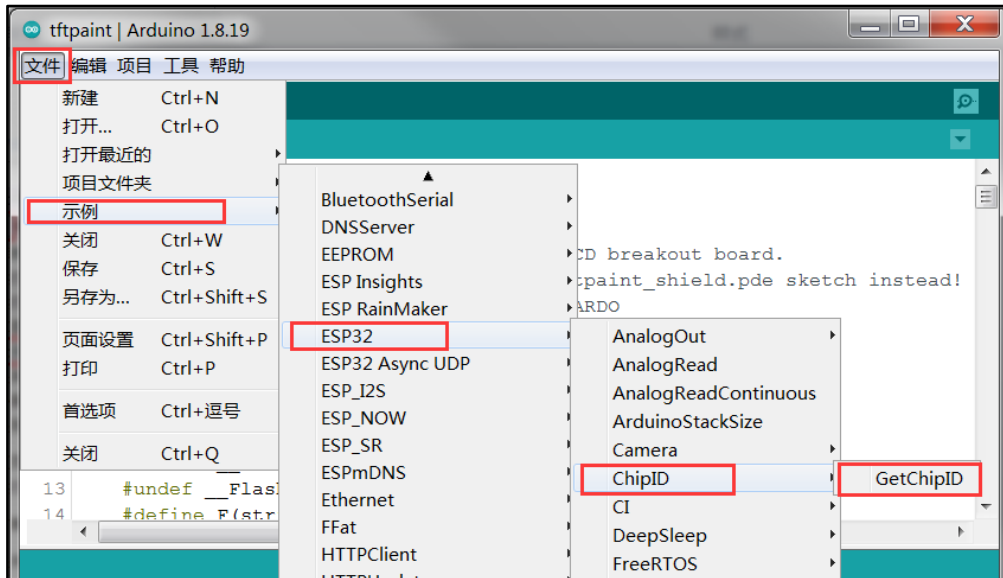 tftpaint | Arduino 1.8.19
文件 编辑 项目 工具 帮助
新建 Ctrl+N
打开... Ctrl+O
打开最近的
项目文件夹
示例
关闭 Ctrl+W
保存 Ctrl+S
另存为... Ctrl+Shift+S
页面设置 Ctrl+Shift+P
打印 Ctrl+P
首选项 Ctrl+逗号
关闭 Ctrl+Q
BluetoothSerial
DNSServer
EEPROM
ESP Insights
ESP RainMaker
ESP32
ESP32 Async UDP
ESP_I2S
ESP_NOW
ESP_SR
ESPmDNS
Ethernet
FFat
HTTPClient
AnalogOut
AnalogRead
AnalogReadContinuous
ArduinoStackSize
Camera
ChipID
CI
DeepSleep
FreeRTOS
GetChipID
CD breakout board.
tpaint_shield.pde sketch instead!
ARDO
13 #undef __Flas
14 #define F(str